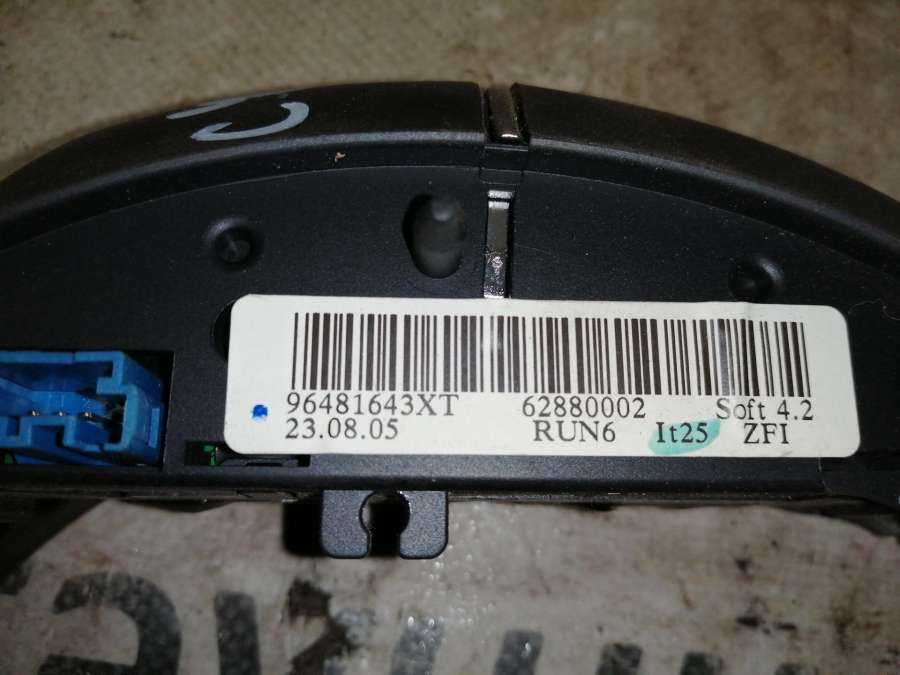 96481643XT 62880002 Soft 4.2
23.08.05 RUN6 It25 ZFI